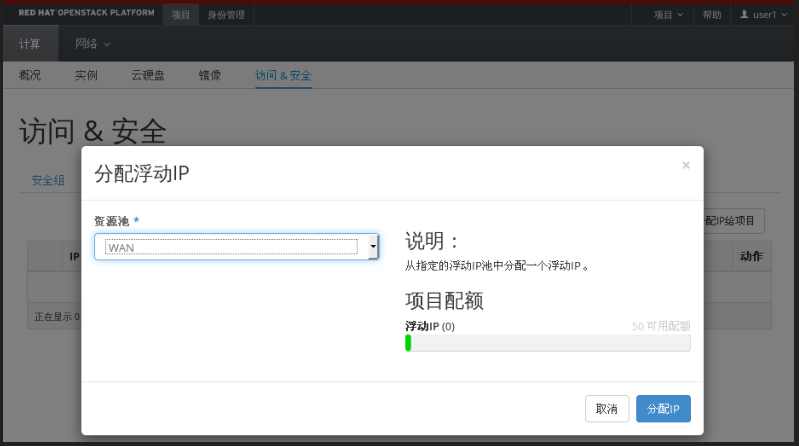 RED HAT OPENSTACK PLATFORM 项目 身份管理 项目 帮助 user1
计算 网络
概况 实例 云硬盘 镜像 访问 & 安全
访问 & 安全
分配浮动IP ×
安全组
资源池 *
WAN
说明：
从指定的浮动IP池中分配一个浮动IP 。
配IP给项目
IP
动作
项目配额
浮动IP (0) 50 可用配额
正在显示 0
取消 分配IP